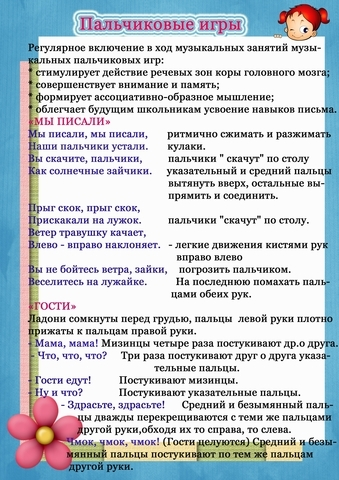 Пальчиковые игры
Регулярное включение в ход музыкальных занятий музы-
кальных пальчиковых игр:
* стимулирует действие речевых зон коры головного мозга;
* совершенствует внимание и память;
* формирует ассоциативно-образное мышление;
* облегчает будущим школьникам усвоение навыков письма.
«МЫ ПИСАЛИ»
Мы писали, мы писали, ритмично сжимать и разжимать
Наши пальчики устали. кулаки.
Вы скачите, пальчики, пальчики " скачут" по столу
Как солнечные зайчики. указательный и средний пальцы
вытянуть вверх, остальные вы-
прямить и соединить.
Прыг скок, прыг скок,
Прискакали на лужок. пальчики "скачут" по столу.
Ветер травушку качает,
Влево - вправо наклоняет. - легкие движения кистями рук
вправо влево
Вы не бойтесь ветра, зайки, погрозить пальчиком.
Веселитесь на лужайке. На последнюю помахать паль-
цами обеих рук.
«ГОСТИ»
Ладони сомкнуты перед грудью, пальцы левой руки плотно
прижаты к пальцам правой руки.
- Мама, мама! Мизинцы четыре раза постукивают др.о друга.
- Что, что, что? Три раза постукивают друг о друга указа-
тельные пальцы.
- Гости едут! Постукивают мизинцы.
- Ну и что? Постукивают указательные пальцы.
- Здрасьте, здрасьте! Средний и безымянный паль-
цы дважды перекрещиваются с теми же пальцами
другой руки,обходя их то справа, то слева.
- Чмок, чмок, чмок! (Гости целуются) Средний и безы-
мянный пальцы постукивают по тем же пальцам
другой руки.